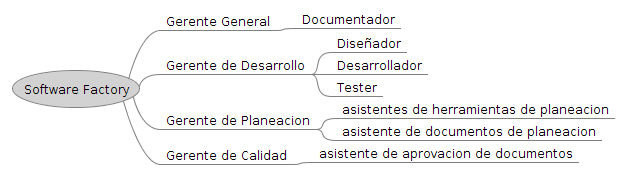 Software Factory
Gerente General
Documentador
Gerente de Desarrollo
Diseñador
Desarrollador
Tester
Gerente de Planeacion
asistentes de herramientas de planeacion
asistente de documentos de planeacion
Gerente de Calidad
asistente de aprovacion de documentos